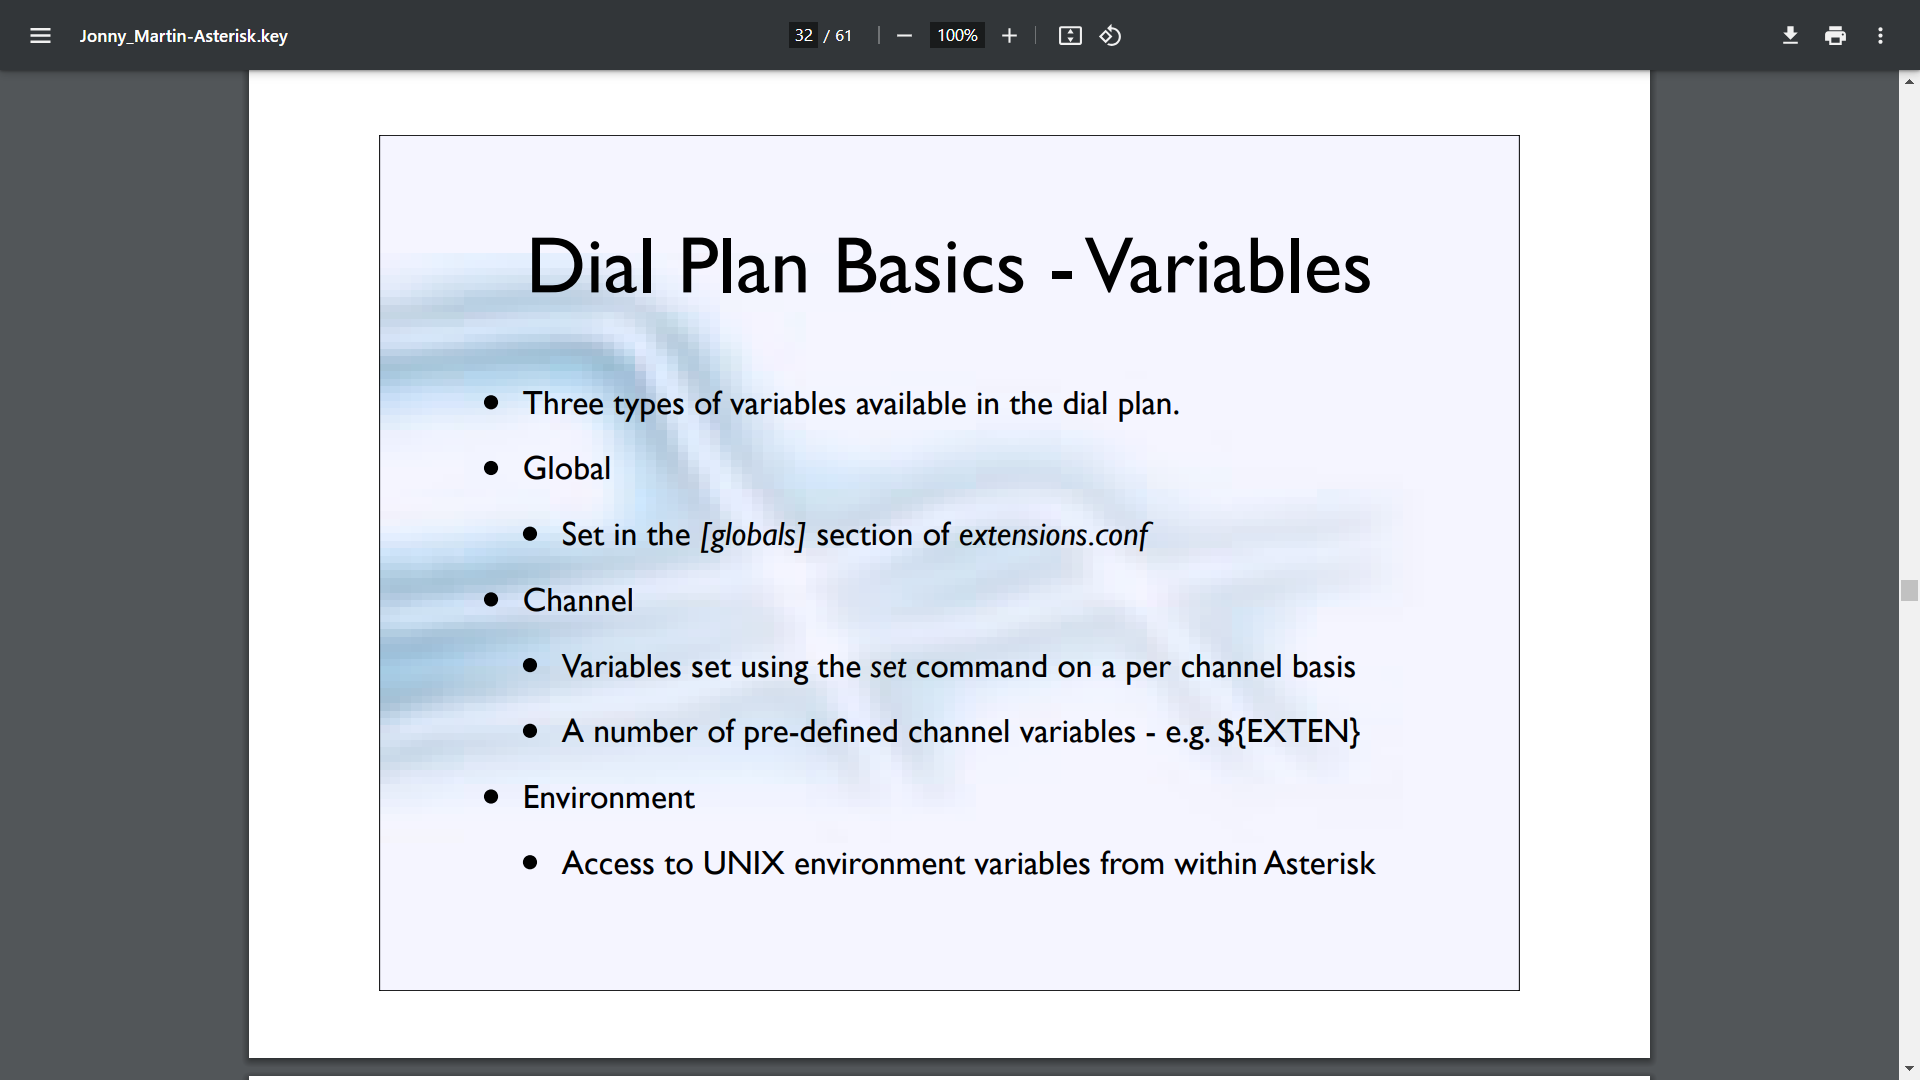 Jonny_Martin-Asterisk.key
32 / 61
100%
Dial Plan Basics - Variables
• Three types of variables available in the dial plan.
• Global
• Set in the [globals] section of extensions.conf
• Channel
• Variables set using the set command on a per channel basis
• A number of pre-defined channel variables - e.g. ${EXTEN}
• Environment
• Access to UNIX environment variables from within Asterisk